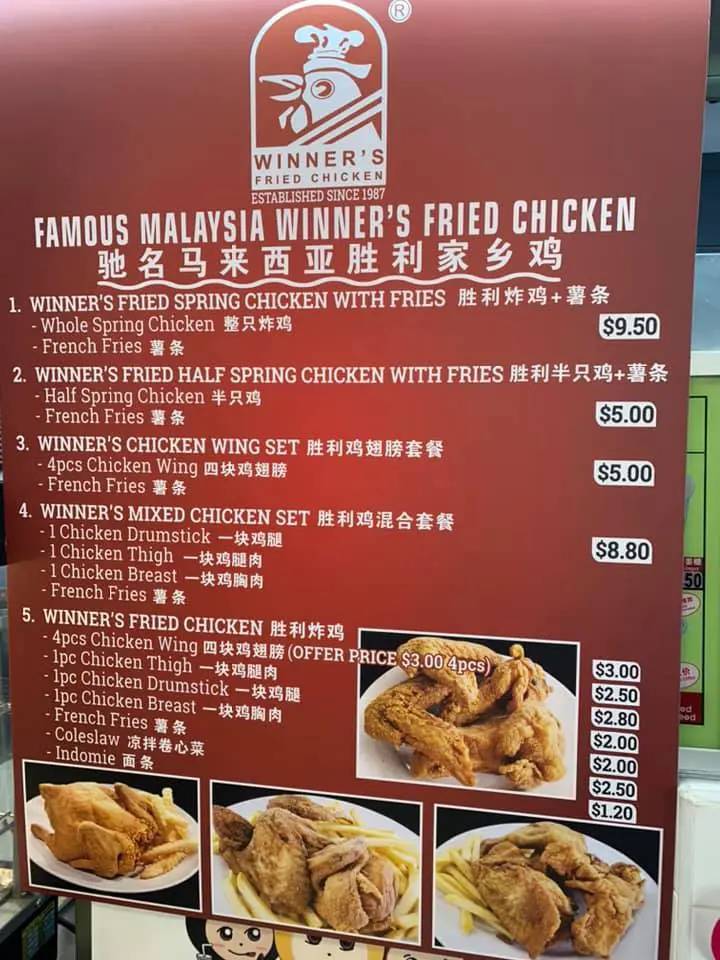 ®
WINNER'S
FRIED CHICKEN
ESTABLISHED SINCE 1987
FAMOUS MALAYSIA WINNER'S FRIED CHICKEN
驰名马来西亚胜利家乡鸡
1. WINNER'S FRIED SPRING CHICKEN WITH FRIES 胜利炸鸡+薯条
- Whole Spring Chicken 整只炸鸡 $9.50
- French Fries 薯条
2. WINNER'S FRIED HALF SPRING CHICKEN WITH FRIES 胜利半只鸡+薯条
- Half Spring Chicken 半只鸡
- French Fries 薯条 $5.00
3. WINNER'S CHICKEN WING SET 胜利鸡翅膀套餐
- 4pcs Chicken Wing 四块鸡翅膀 $5.00
- French Fries 薯条
4. WINNER'S MIXED CHICKEN SET 胜利鸡混合套餐
- 1 Chicken Drumstick 一块鸡腿 $8.80
- 1 Chicken Thigh 一块鸡腿肉
- 1 Chicken Breast 一块鸡胸肉
- French Fries 薯条
5. WINNER'S FRIED CHICKEN 胜利炸鸡
- 4pcs Chicken Wing 四块鸡翅膀 (OFFER PRICE $3.00 4pcs) $3.00
- 1pc Chicken Thigh 一块鸡腿肉 $2.50
- 1pc Chicken Drumstick 一块鸡腿 $2.80
- 1pc Chicken Breast 一块鸡胸肉 $2.00
- French Fries 薯条 $2.00
- Coleslaw 凉拌卷心菜 $2.50
- Indomie 面条 $1.20
50